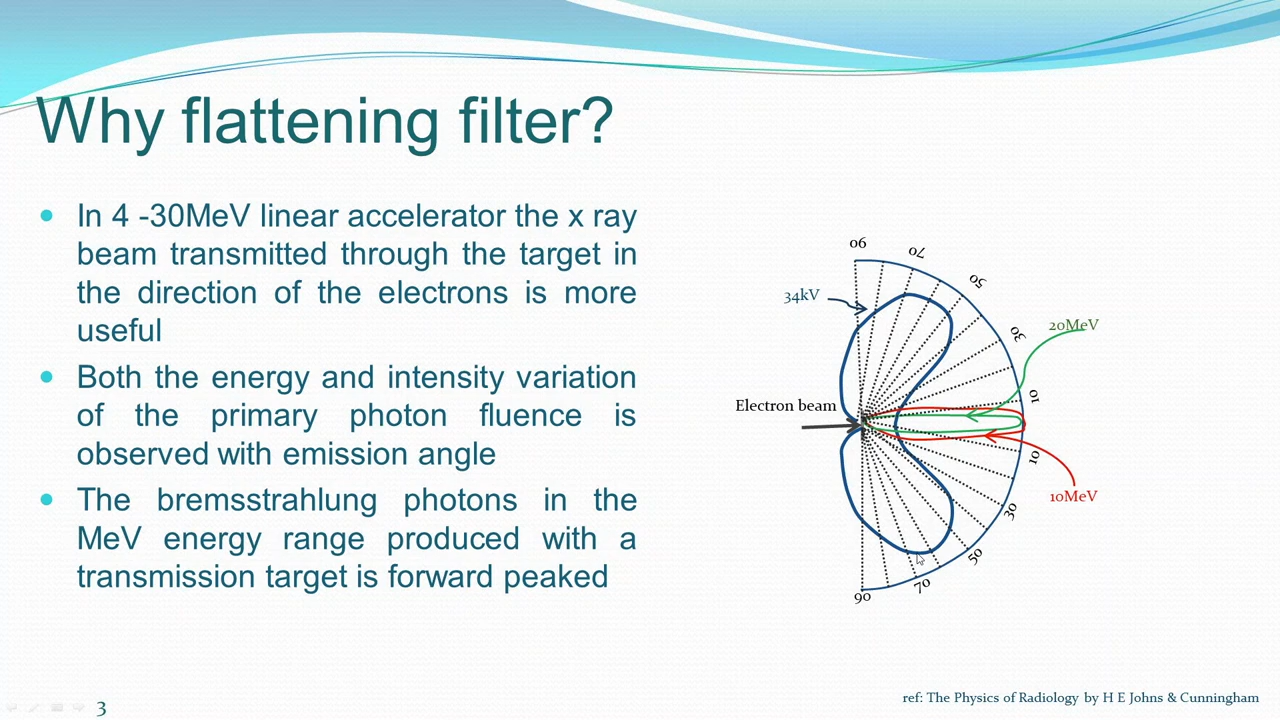 Why flattening filter?
In 4 -30MeV linear accelerator the x ray
beam transmitted through the target in
the direction of the electrons is more
useful
Both the energy and intensity variation
of the primary photon fluence is
observed with emission angle
The bremsstrahlung photons in the
MeV energy range produced with a
transmission target is forward peaked
90
70
50
30
10
34kV
20MeV
Electron beam
10
10MeV
30
50
70
90
ref: The Physics of Radiology by H E Johns & Cunningham
3